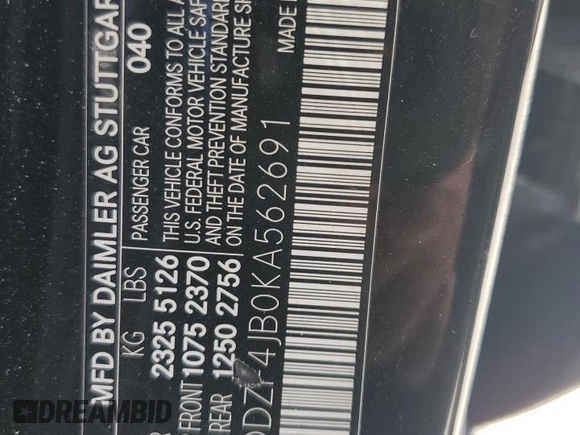 MFD BY DAIMLER AG STUTTGAR
040
KG LBS PASSENGER CAR
2325 5126
FRONT 1075 2370
REAR 1250 2756
THIS VEHICLE CONFORMS TO ALL A
U.S. FEDERAL MOTOR VEHICLE SAF
AND THEFT PREVENTION STANDARD
ON THE DATE OF MANUFACTURE SH
4JB0KA562691
MADE
DREAMBID